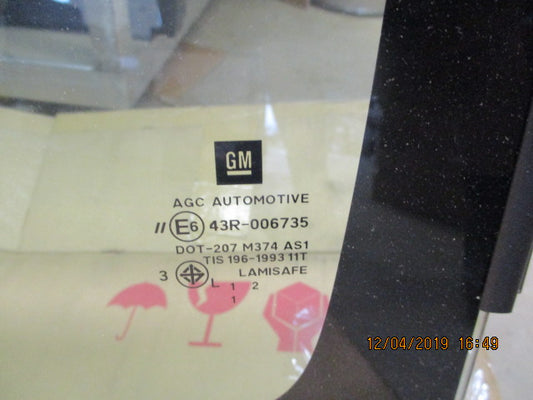 GM
AGC AUTOMOTIVE
II E6 43R-006735
DOT-207 M374 AS1
TIS 196-1993 11T
3 L LAMISAFE
1 2
1
12/04/2019 16:49